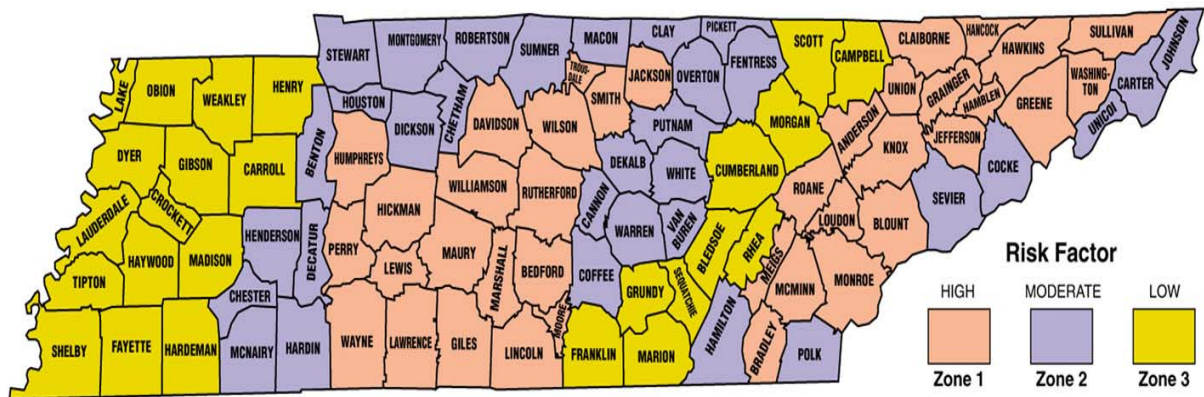 STEWART
MONTGOMERY
ROBERTSON
SUMNER
MACON
CLAY
PICKETT
SCOTT
CAMPBELL
CLAIBORNE
HANCOCK
HAWKINS
SULLIVAN
JOHNSON
LAKE
OBION
WEAKLEY
HENRY
HOUSTON
CHETHAM
TROUS-
DALE
JACKSON
OVERTON
FENTRESS
UNION
GRAINGER
HAMBLEN
GREENE
WASHING-
TON
CARTER
UNICOI
DYER
GIBSON
CARROLL
BENTON
HUMPHREYS
DICKSON
DAVIDSON
WILSON
SMITH
PUTNAM
MORGAN
ANDERSON
KNOX
JEFFERSON
COCKE
LAUDERDALE
CROCKETT
WILLIAMSON
RUTHERFORD
CANNON
DEKALB
WHITE
CUMBERLAND
ROANE
LOUDON
BLOUNT
SEVIER
TIPTON
HAYWOOD
MADISON
HENDERSON
DECATUR
PERRY
HICKMAN
LEWIS
MAURY
MARSHALL
BEDFORD
COFFEE
WARREN
VAN
BUREN
BLEDSOE
RHEA
MEIGS
MCMINN
MONROE
CHESTER
MOORE
GRUNDY
SEQUATCHIE
SHELBY
FAYETTE
HARDEMAN
MCNAIRY
HARDIN
WAYNE
LAWRENCE
GILES
LINCOLN
FRANKLIN
MARION
HAMILTON
BRADLEY
POLK
Risk Factor
HIGH MODERATE LOW
Zone 1 Zone 2 Zone 3